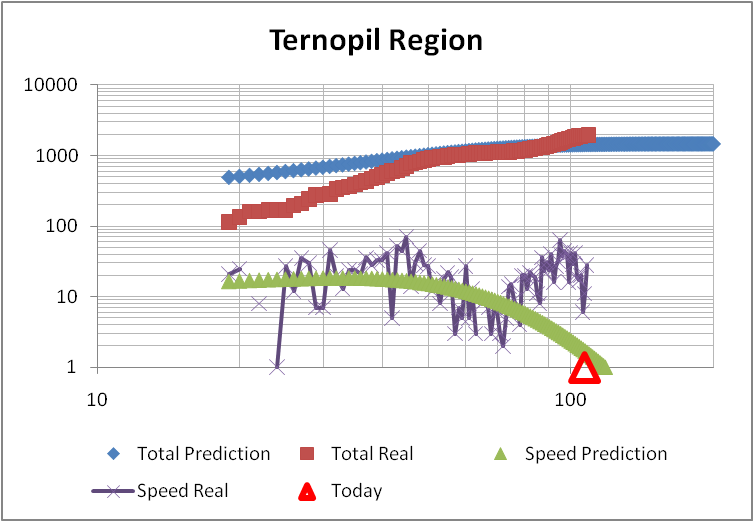 Ternopil Region
10000
1000
100
10
1
10 100
Total Prediction Total Real Speed Prediction
Speed Real Today